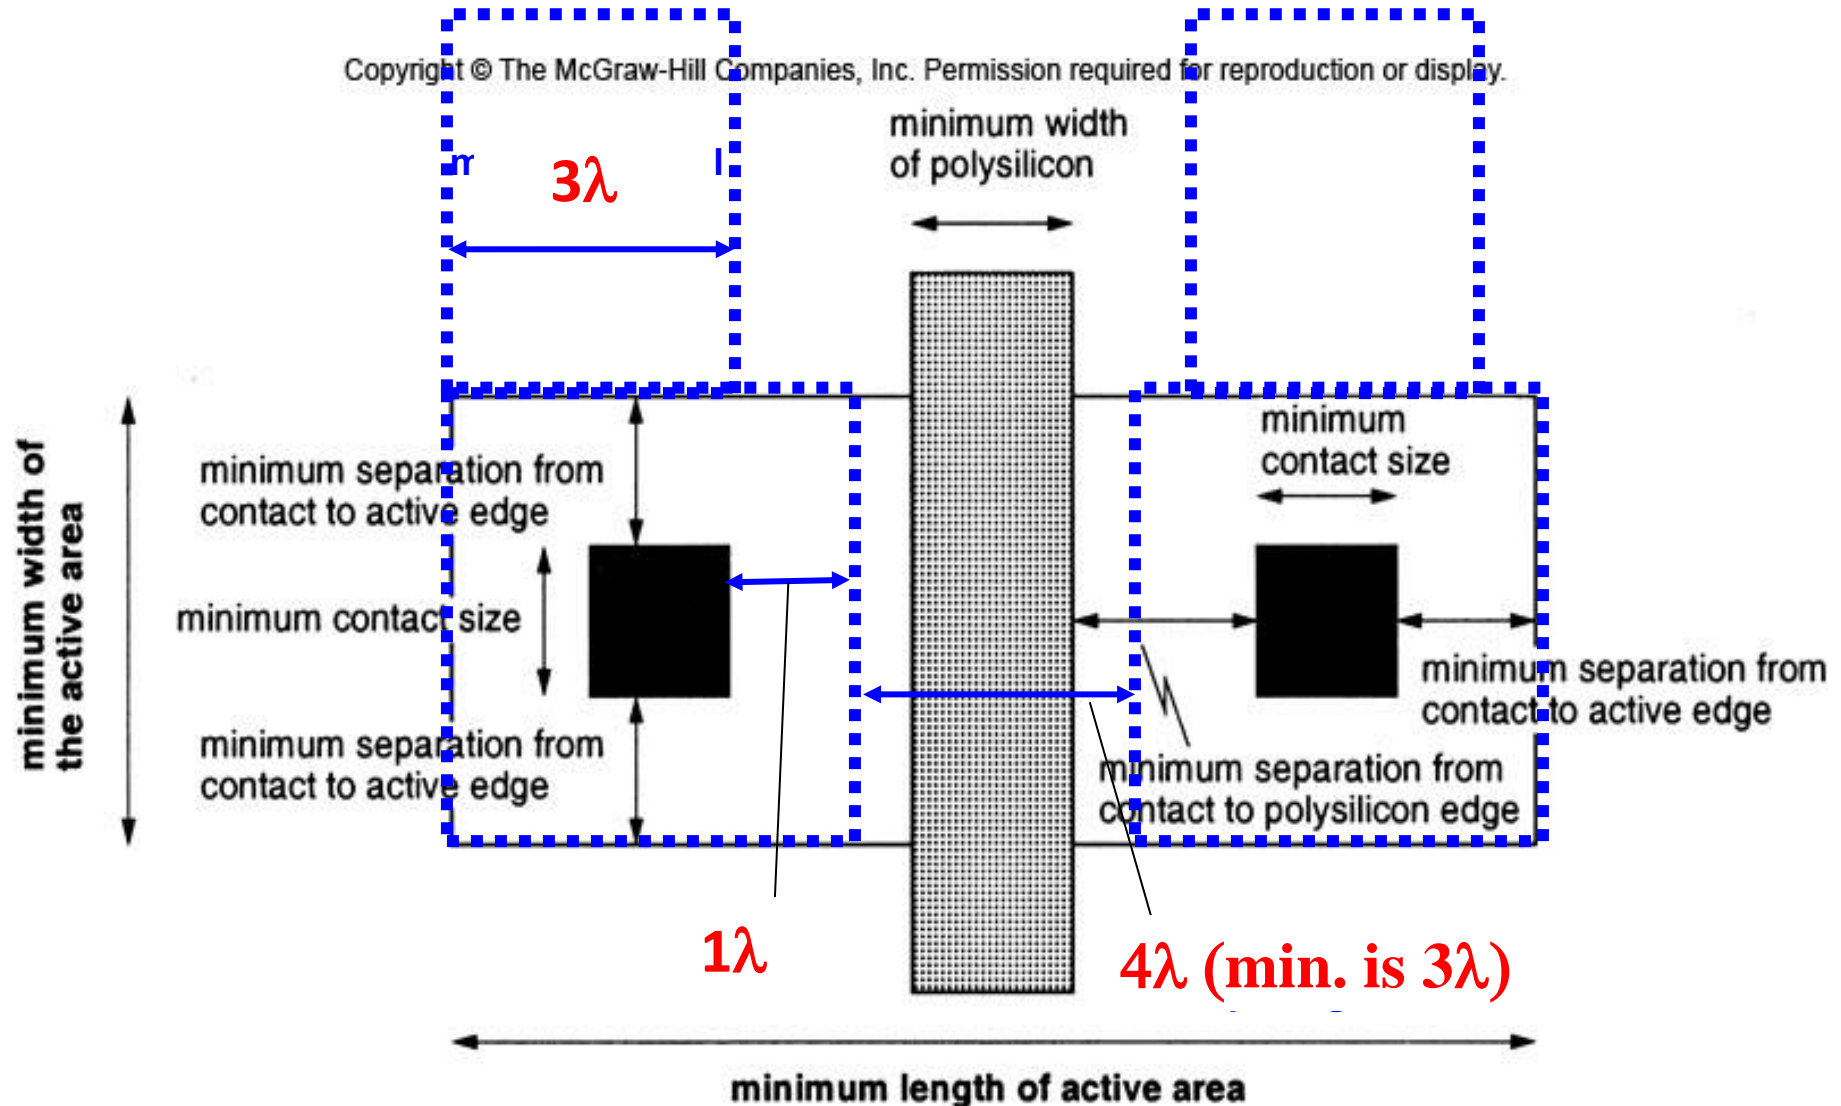 Copyright © The McGraw-Hill Companies, Inc. Permission required for reproduction or display.
minimum width
of polysilicon
3λ
minimum
contact size
minimum separation from
contact to active edge
minimum width of
the active area
minimum contact size
minimum separation from
contact to active edge
minimum separation from
contact to active edge
minimum separation from
contact to polysilicon edge
1λ
4λ (min. is 3λ)
minimum length of active area